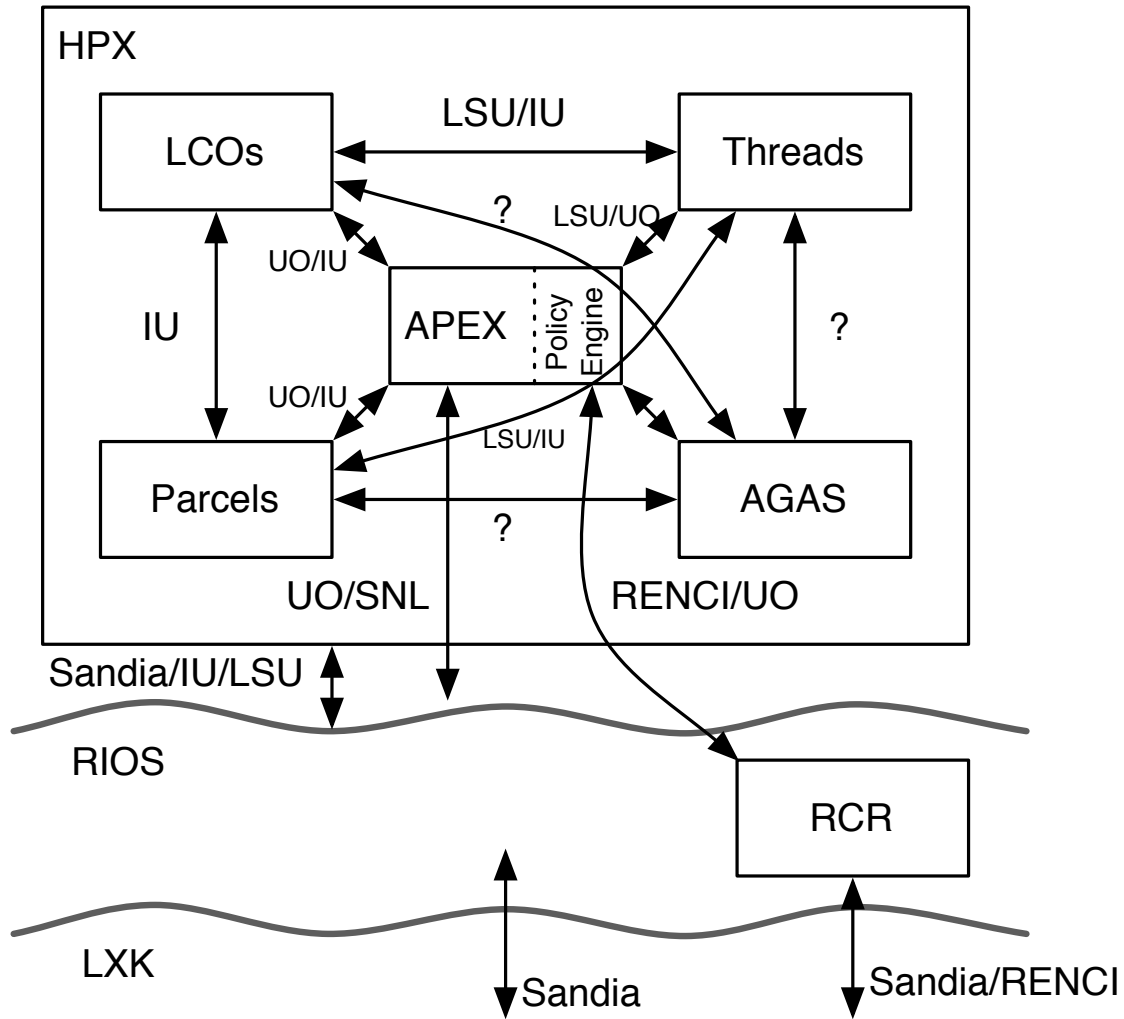 HPX
LSU/IU
LCOs
Threads
?
LSU/UO
UO/IU
IU
APEX
Policy
Engine
?
UO/IU
LSU/IU
Parcels
AGAS
?
UO/SNL
RENCI/UO
Sandia/IU/LSU
RIOS
RCR
LXK
Sandia
Sandia/RENCI